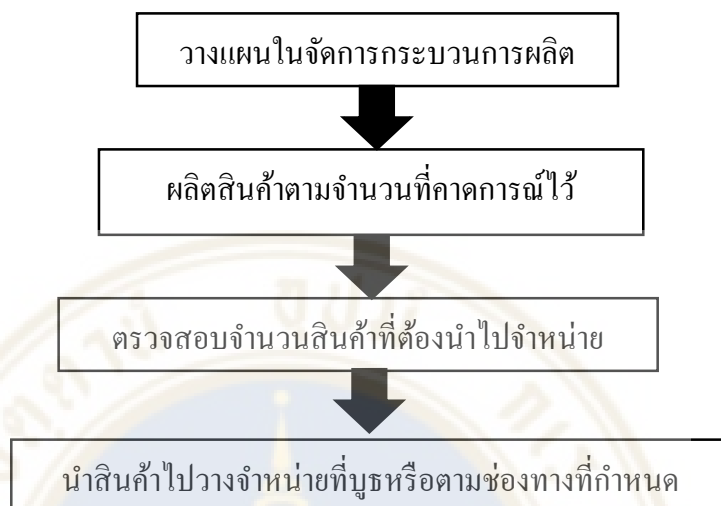 วางแผนในจัดการกระบวนการผลิต
ผลิตสินค้าตามจำนวนที่คาดการณ์ไว้
ตรวจสอบจำนวนสินค้าที่ต้องนำไปจำหน่าย
นำสินค้าไปวางจำหน่ายที่บูธหรือตามช่องทางที่กำหนด